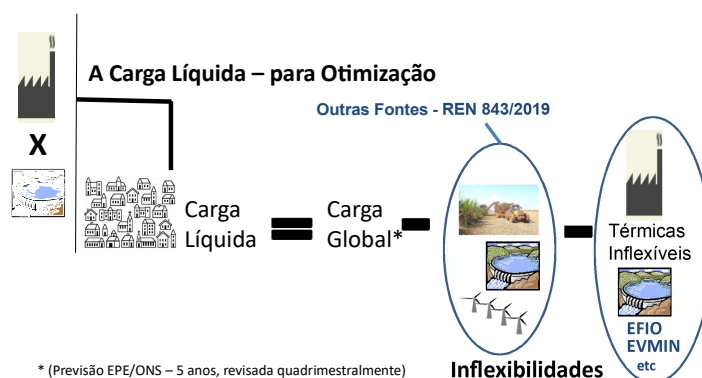 A Carga Líquida – para Otimização
Outras Fontes - REN 843/2019
X
Carga
Líquida
Carga
Global*
Térmicas
Inflexíveis
EFIO
EVMIN
etc
* (Previsão EPE/ONS – 5 anos, revisada quadrimestralmente)
Inflexibilidades